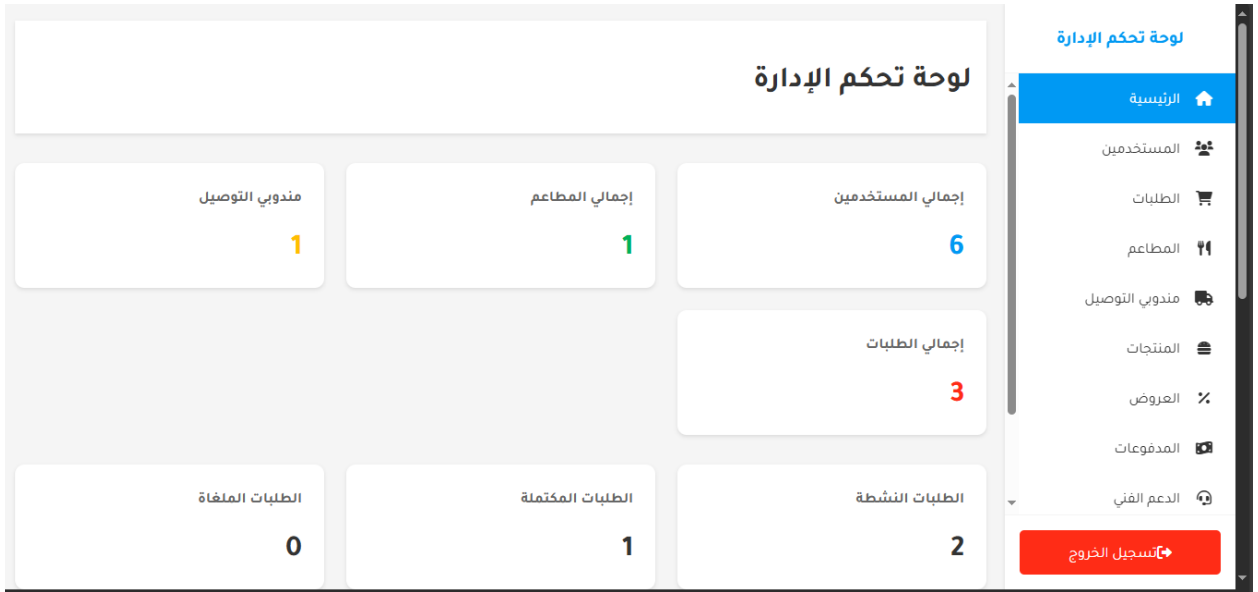 لوحة تحكم الإدارة
الرئيسية
المستخدمين
الطلبات
المطاعم
مندوبي التوصيل
المنتجات
العروض
المدفوعات
الدعم الفني
تسجيل الخروج
لوحة تحكم الإدارة
إجمالي المستخدمين
6
إجمالي المطاعم
1
مندوبي التوصيل
1
إجمالي الطلبات
3
الطلبات النشطة
2
الطلبات المكتملة
1
الطلبات الملغاة
0